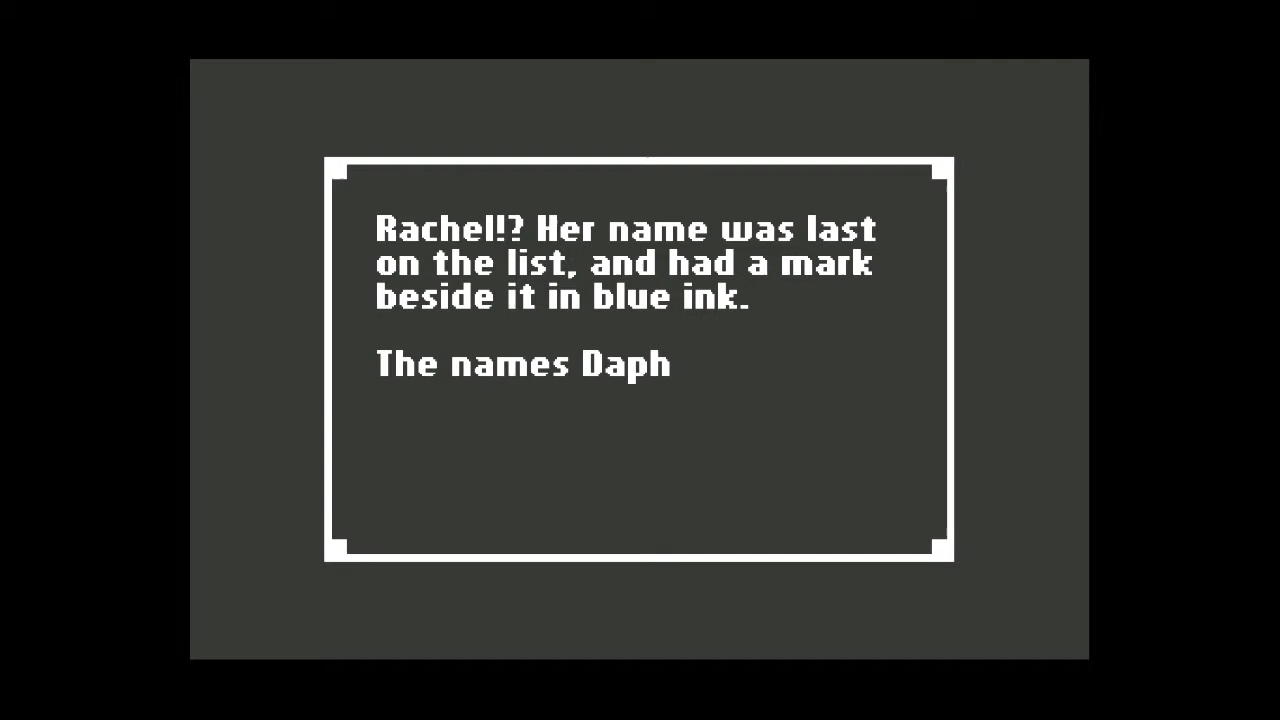 Rachel!? Her name was last
on the list, and had a mark
beside it in blue ink.
The names Daph